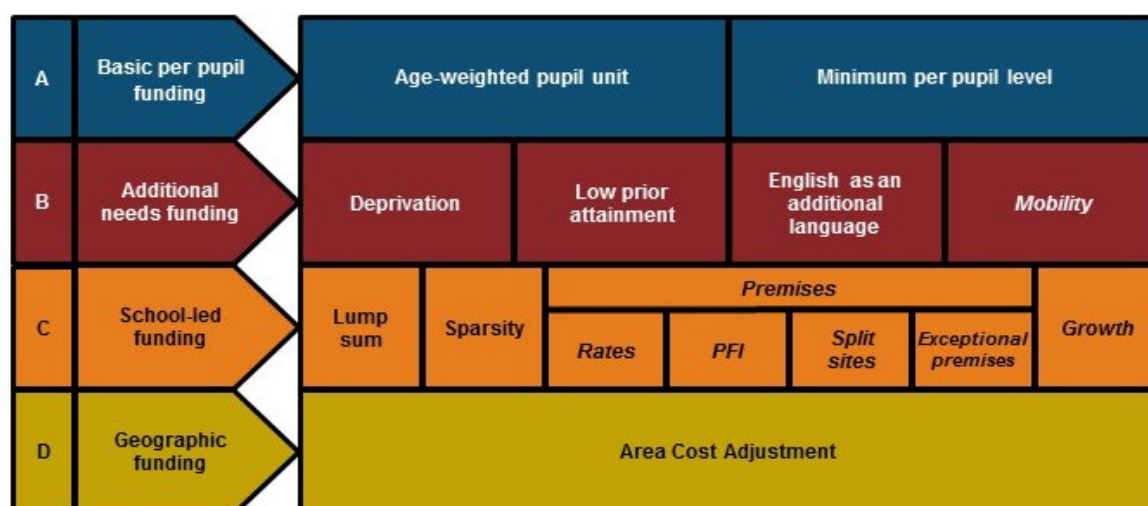 A
Basic per pupil
funding
Age-weighted pupil unit
Minimum per pupil level
B
Additional
needs funding
Deprivation
Low prior
attainment
English as an
additional
language
Mobility
C
School-led
funding
Lump
sum
Sparsity
Premises
Rates
PFI
Split
sites
Exceptional
premises
Growth
D
Geographic
funding
Area Cost Adjustment